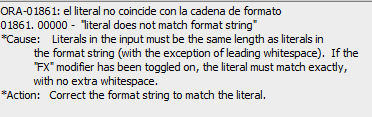 ORA-01861: el literal no coincide con la cadena de formato
01861. 00000 - "literal does not match format string"
*Cause: Literals in the input must be the same length as literals in
the format string (with the exception of leading whitespace). If the
"FX" modifier has been toggled on, the literal must match exactly,
with no extra whitespace.
*Action: Correct the format string to match the literal.